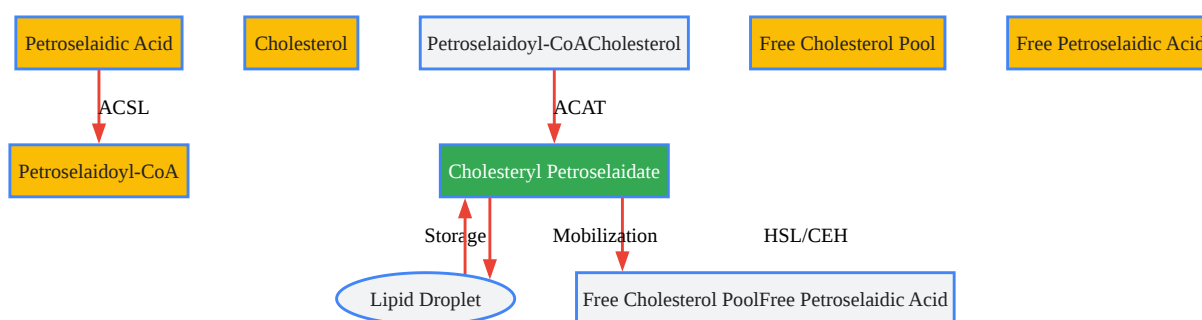 Petroselaidic Acid
Cholesterol
Petroselaidoyl-CoACholesterol
Free Cholesterol Pool
Free Petroselaidic Acid
ACSL
ACAT
Petroselaidoyl-CoA
Cholesteryl Petroselaidate
Storage
Mobilization
HSL/CEH
Lipid Droplet
Free Cholesterol PoolFree Petroselaidic Acid